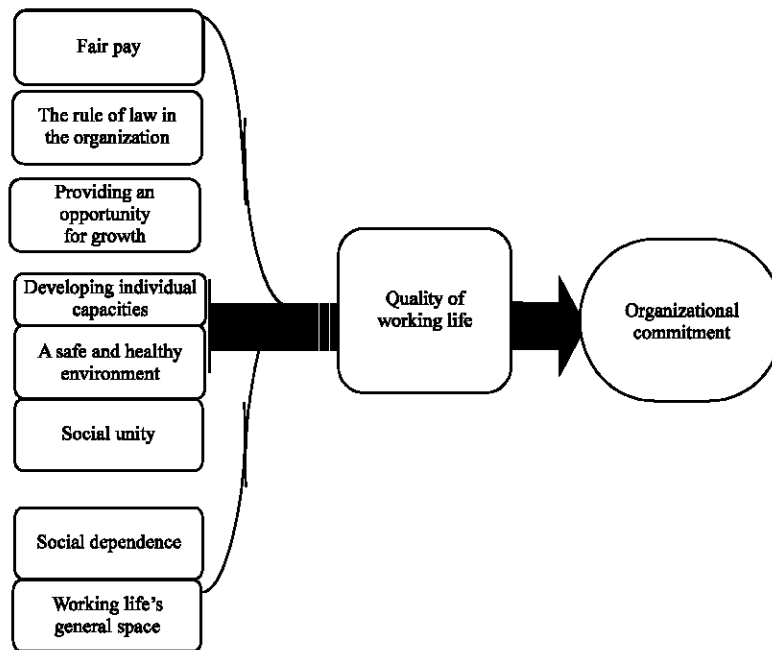 Fair pay
The rule of law in
the organization
Providing an
opportunity
for growth
Developing individual
capacities
A safe and healthy
environment
Social unity
Social dependence
Working life's
general space
Quality of
working life
Organizational
commitment